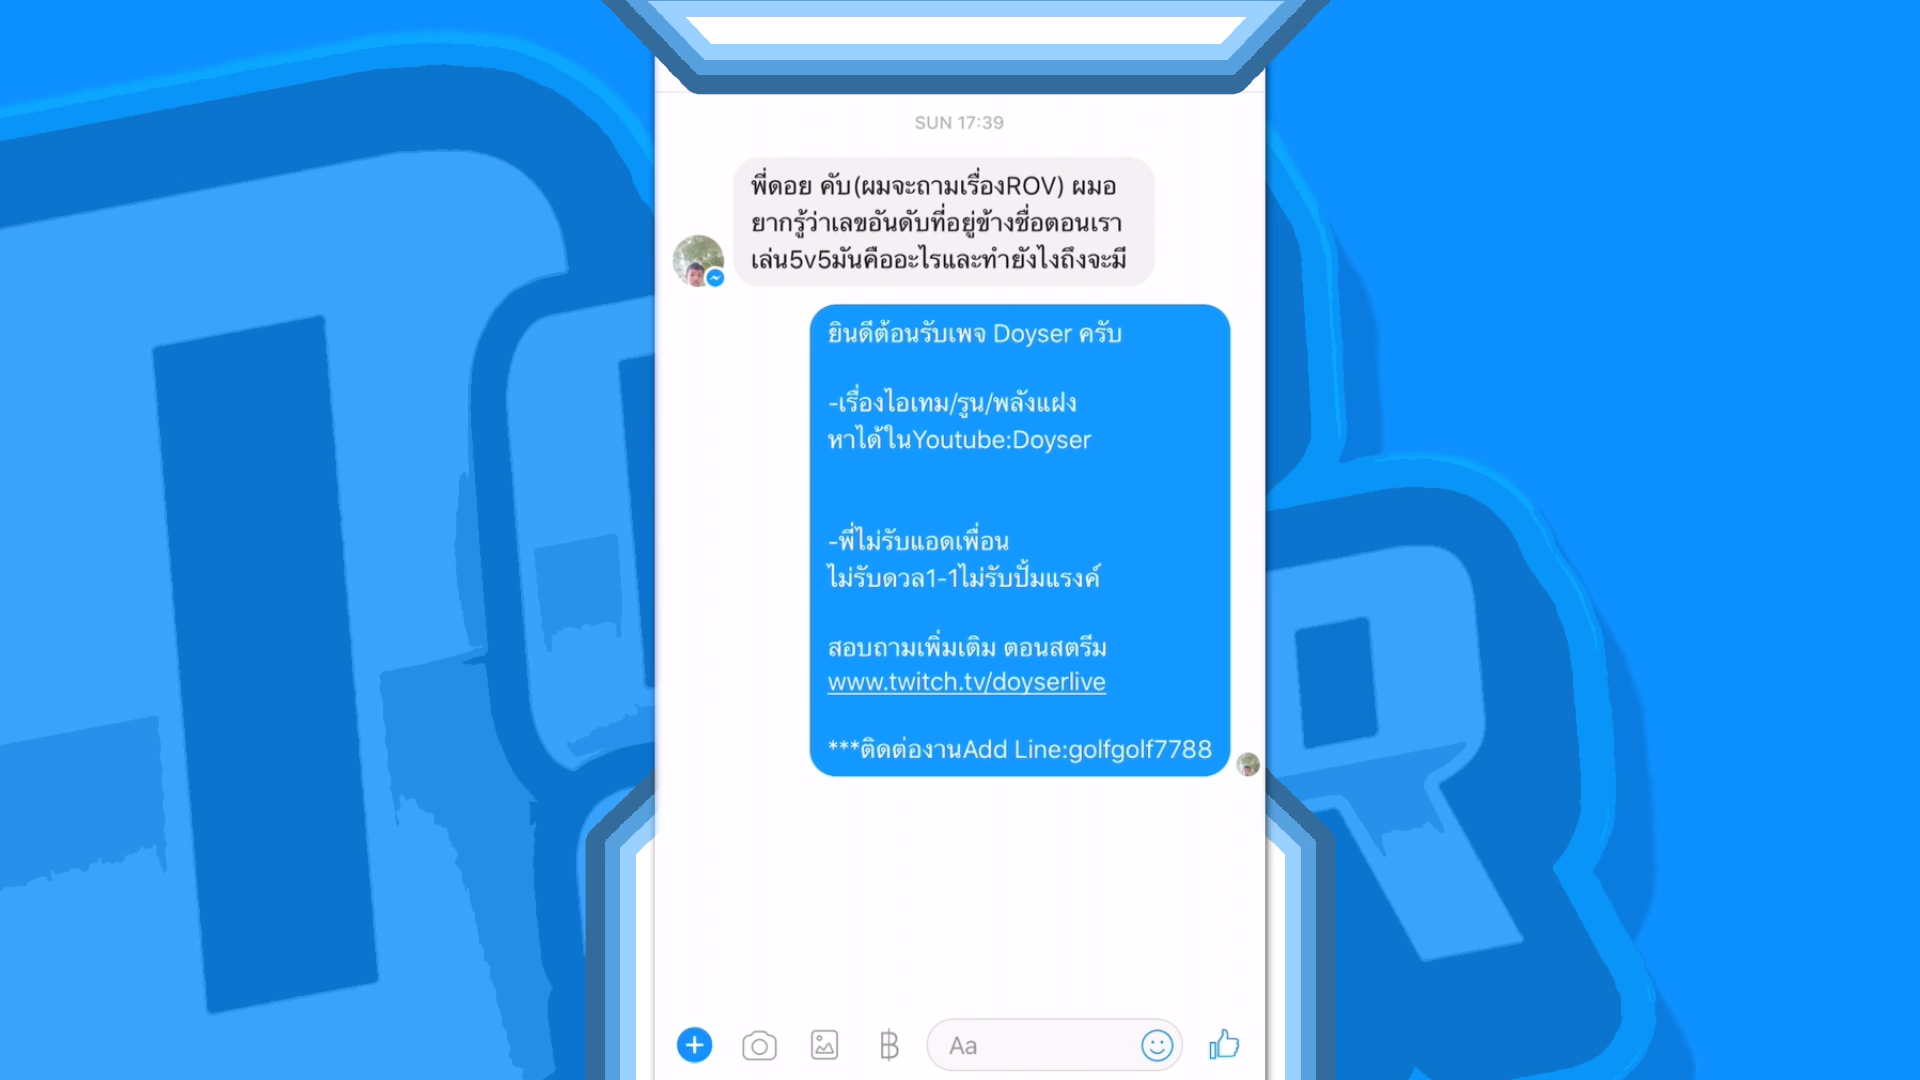 SUN 17:39
พี่ดอย คับ(ผมจะถามเรื่องROV) ผมอ
ยากรู้ว่าเลขอันดับที่อยู่ข้างชื่อตอนเรา
เล่น5v5มันคืออะไรและทำยังไงถึงจะมี
ยินดีต้อนรับเพจ Doyser ครับ
-เรื่องไอเทม/รูน/พลังแฝง
หาได้ในYoutube:Doyser
-พี่ไม่รับแอดเพื่อน
ไม่รับดวล1-1ไม่รับปั้มแรงค์
สอบถามเพิ่มเติม ตอนสตรีม
www.twitch.tv/doyserlive
***ติดต่องานAdd Line:golfgolf7788
Aa